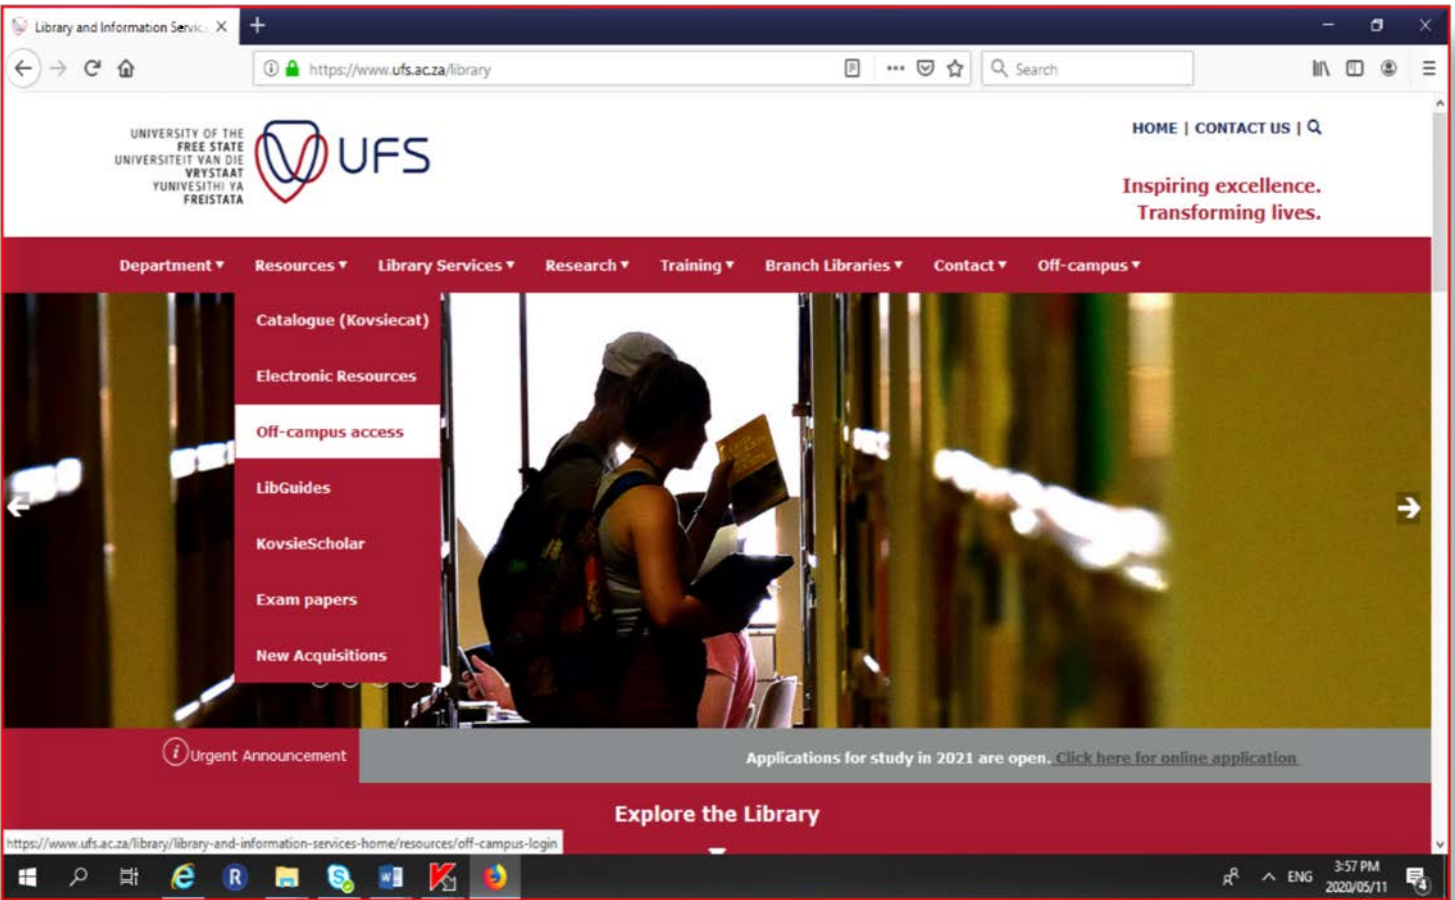 Library and Information Servic
https://www.ufs.ac.za/library
Search
UNIVERSITY OF THE
FREE STATE
UNIVERSITEIT VAN DIE
VRYSTAAT
YUNIVESITHI YA
FREISTATA
UFS
HOME | CONTACT US |
Inspiring excellence.
Transforming lives.
Department ▾ Resources ▾ Library Services ▾ Research ▾ Training ▾ Branch Libraries ▾ Contact ▾ Off-campus ▾
Catalogue (Kovsiecat)
Electronic Resources
Off-campus access
LibGuides
KovsieScholar
Exam papers
New Acquisitions
i Urgent Announcement
Applications for study in 2021 are open. Click here for online application
Explore the Library
https://www.ufs.ac.za/library/library-and-information-services-home/resources/off-campus-login
ENG
3:57 PM
2020/05/11
4